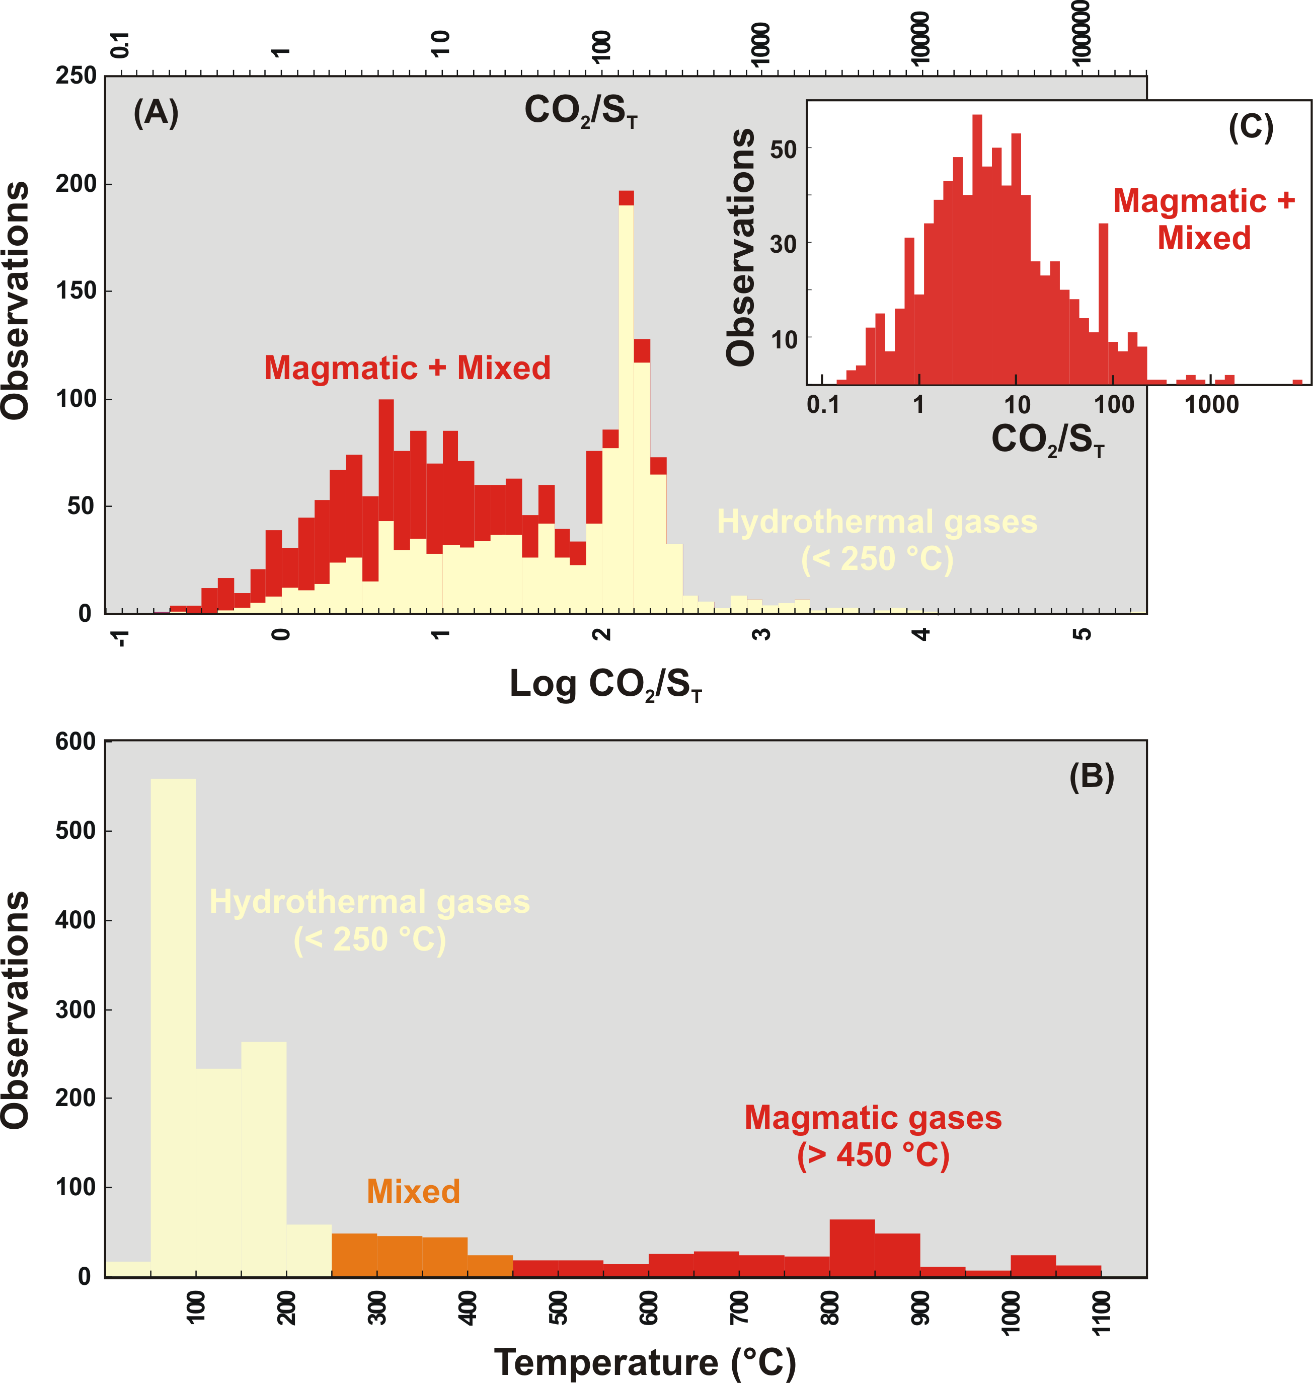 0.1 1 10 100 1000 10000 100000
250
(A)
CO₂/Sₜ
200
150
100
50
0
Observations
Magmatic + Mixed
Hydrothermal gases
(< 250 °C)
-1 0 1 2 3 4 5
Log CO₂/Sₜ
(C)
50
30
10
Observations
Magmatic +
Mixed
0.1 1 10 100 1000
CO₂/Sₜ
600
(B)
500
400
300
200
100
0
Observations
Hydrothermal gases
(< 250 °C)
Mixed
Magmatic gases
(> 450 °C)
100 200 300 400 500 600 700 800 900 1000 1100
Temperature (°C)